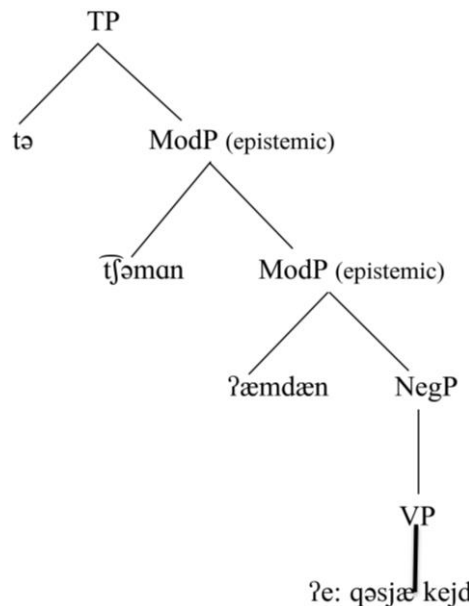 TP
tə ModP (epistemic)
t͡ʃəmɑn ModP (epistemic)
ʔæmdæn NegP
VP
ʔe: qəsjæ kejd